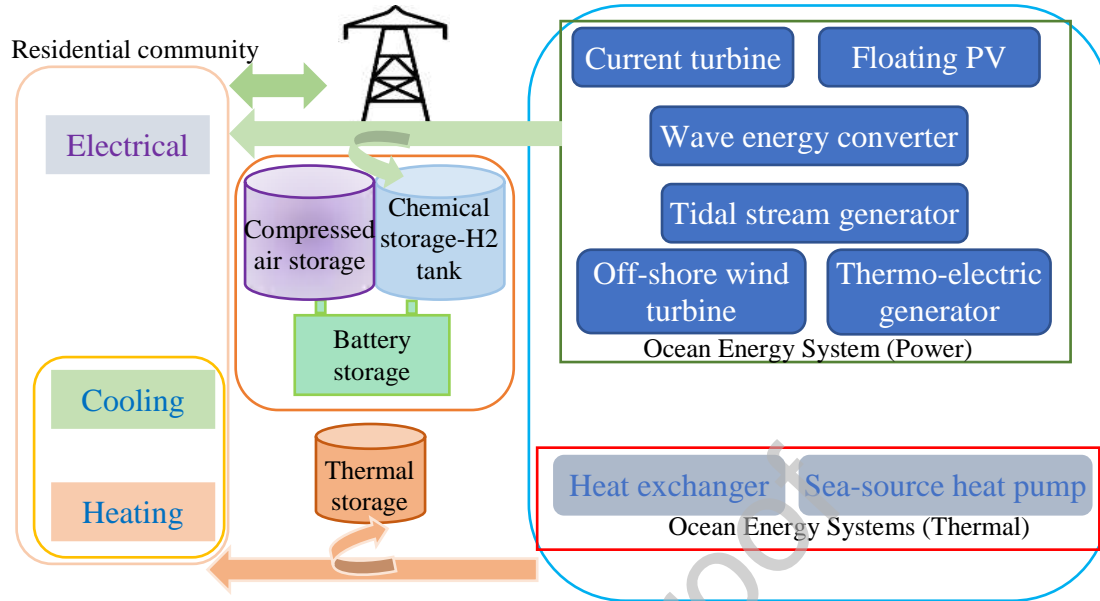 Residential community
Electrical
Cooling
Heating
Compressed
air storage
Chemical
storage-H2
tank
Battery
storage
Thermal
storage
Current turbine
Floating PV
Wave energy converter
Tidal stream generator
Off-shore wind
turbine
Thermo-electric
generator
Ocean Energy System (Power)
Heat exchanger
Sea-source heat pump
Ocean Energy Systems (Thermal)